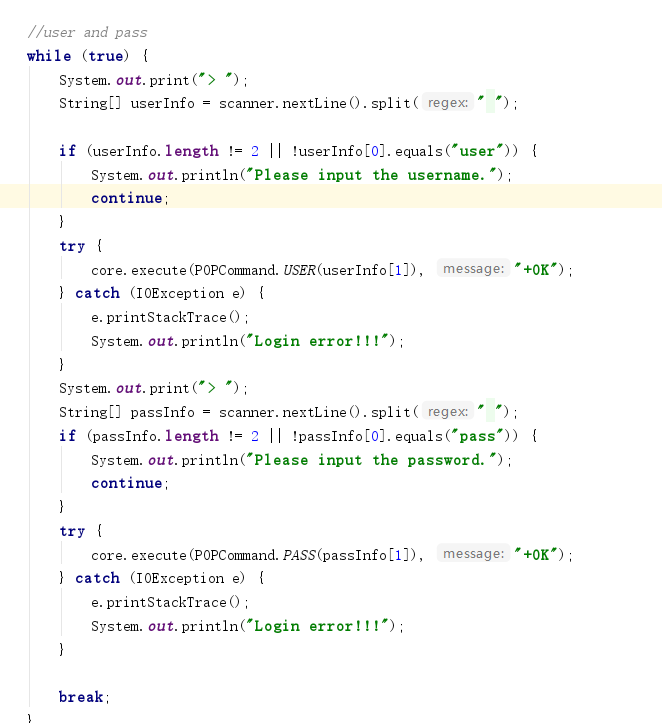 //user and pass
while (true) {
System.out.print("> ");
String[] userInfo = scanner.nextLine().split( regex: " ");
if (userInfo.length != 2 || !userInfo[0].equals("user")) {
System.out.println("Please input the username.");
continue;
}
try {
core.execute(POPCommand.USER(userInfo[1]), message: "+OK");
} catch (IOException e) {
e.printStackTrace();
System.out.println("Login error!!!");
}
System.out.print("> ");
String[] passInfo = scanner.nextLine().split( regex: " ");
if (passInfo.length != 2 || !passInfo[0].equals("pass")) {
System.out.println("Please input the password.");
continue;
}
try {
core.execute(POPCommand.PASS(passInfo[1]), message: "+OK");
} catch (IOException e) {
e.printStackTrace();
System.out.println("Login error!!!");
}
break;
}